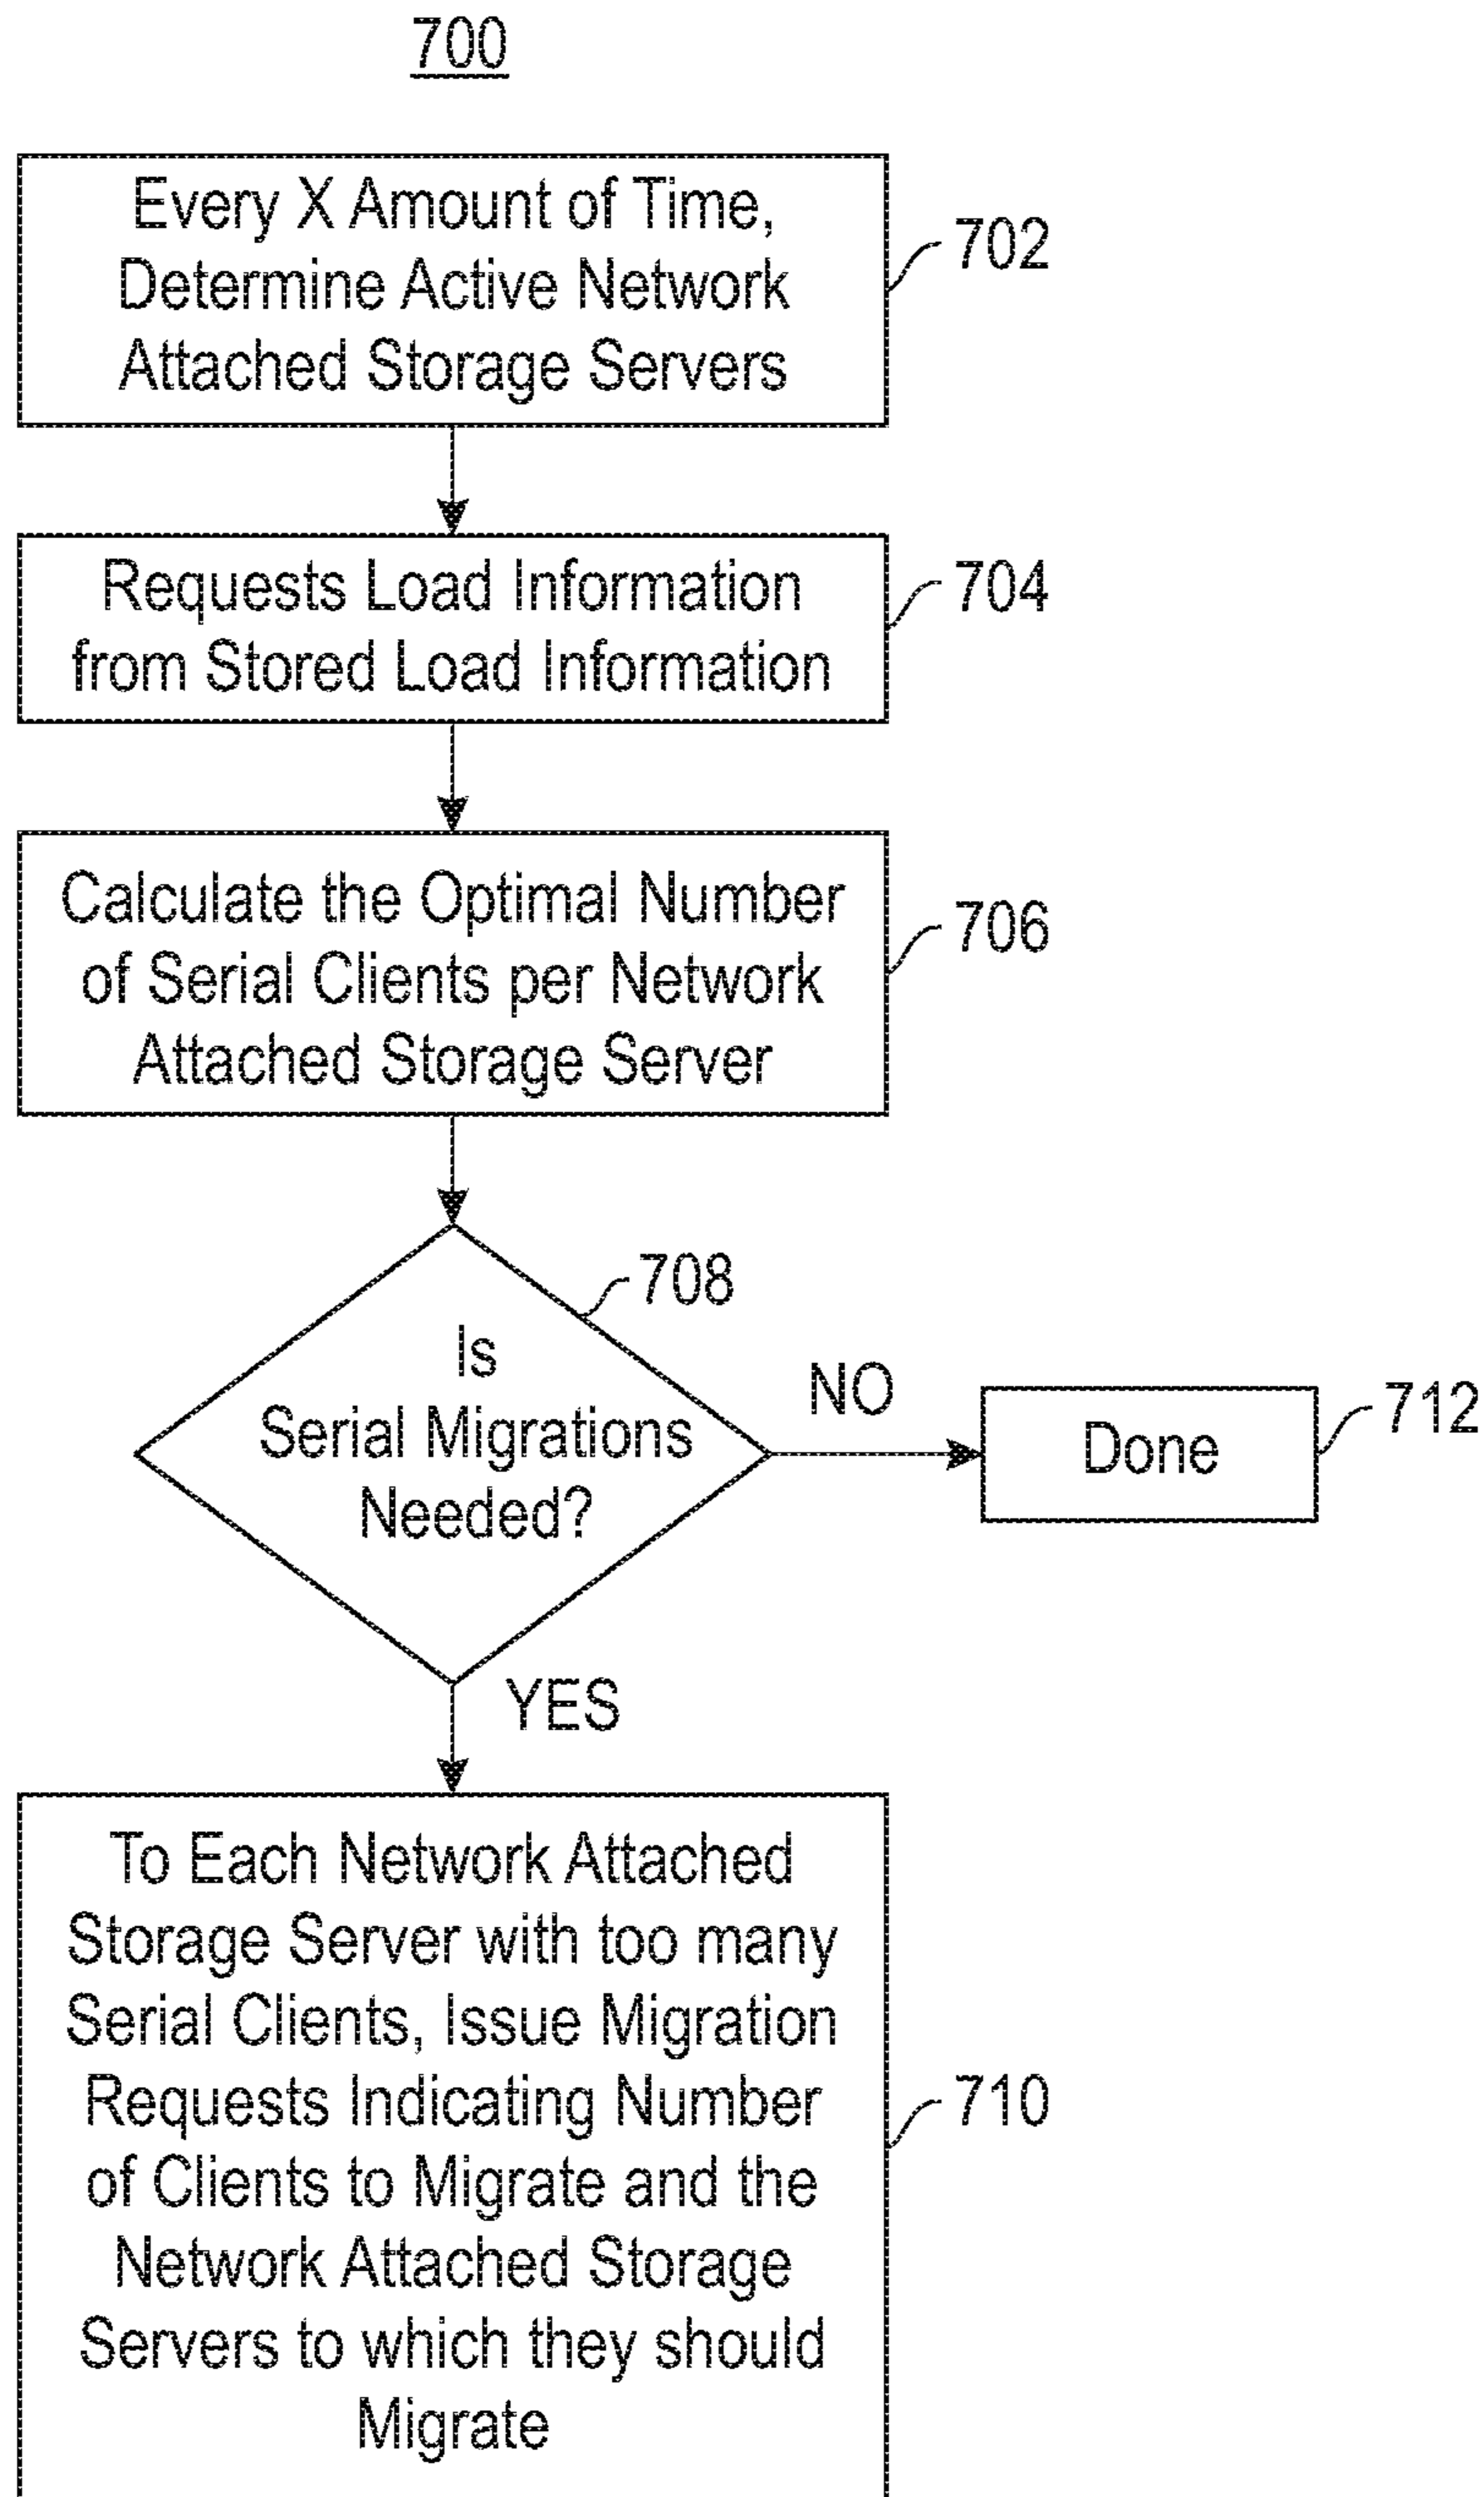 700
Every X Amount of Time,
Determine Active Network
Attached Storage Servers
702
Requests Load Information
from Stored Load Information
704
Calculate the Optimal Number
of Serial Clients per Network
Attached Storage Server
706
708
Is
Serial Migrations
Needed?
NO
Done
712
YES
To Each Network Attached
Storage Server with too many
Serial Clients, Issue Migration
Requests Indicating Number
of Clients to Migrate and the
Network Attached Storage
Servers to which they should
Migrate
710